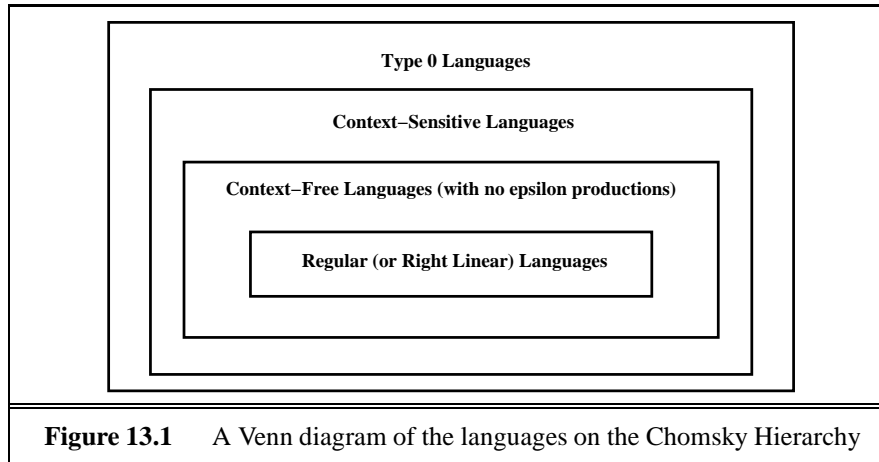 Type 0 Languages
Context−Sensitive Languages
Context−Free Languages (with no epsilon productions)
Regular (or Right Linear) Languages
Figure 13.1 A Venn diagram of the languages on the Chomsky Hierarchy